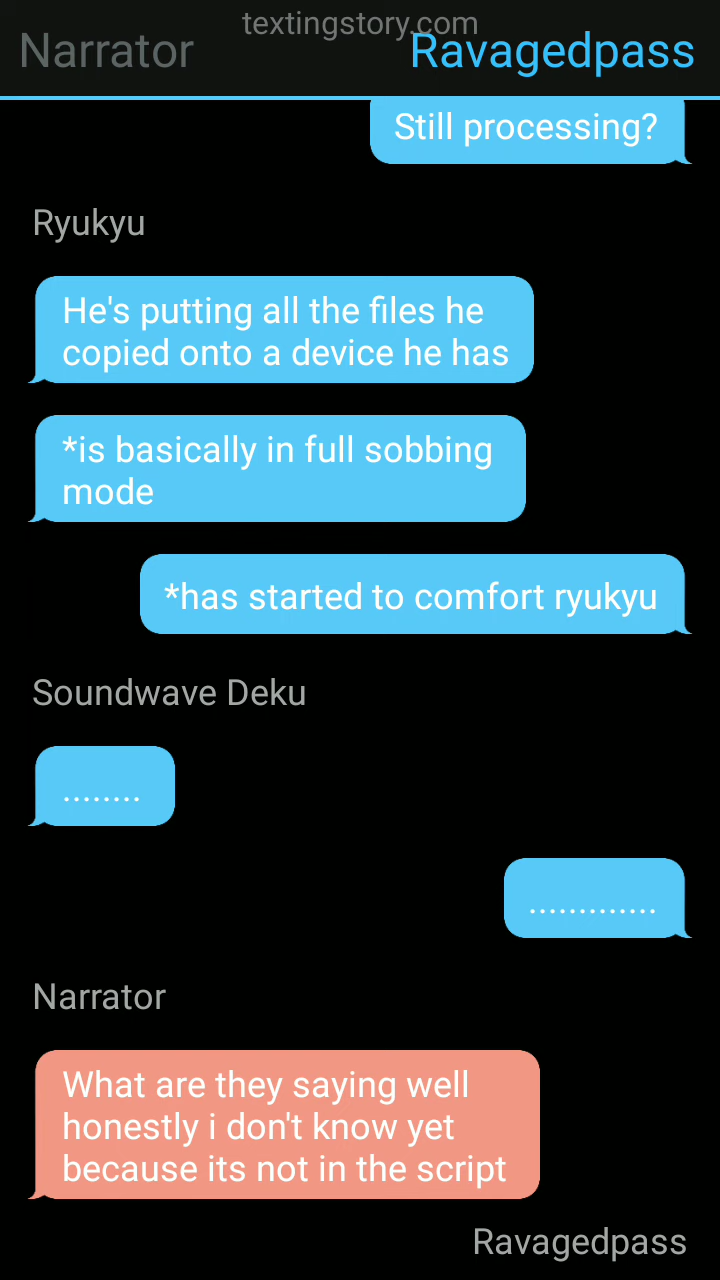 textingstory.com
Narrator
Ravagedpass
Still processing?
Ryukyu
He's putting all the files he
copied onto a device he has
*is basically in full sobbing
mode
*has started to comfort ryukyu
Soundwave Deku
........
.............
Narrator
What are they saying well
honestly i don't know yet
because its not in the script
Ravagedpass